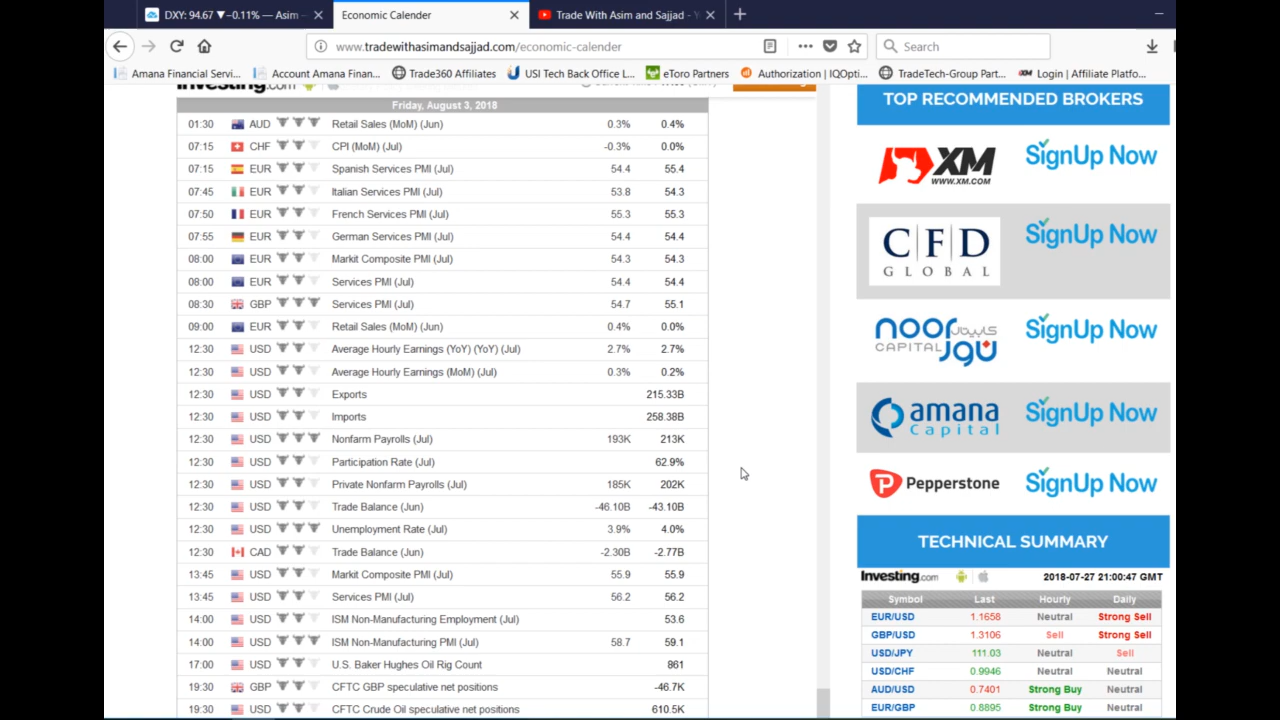 DXY: 94.67 ▼−0.11% — Asim
Economic Calender
Trade With Asim and Sajjad -
www.tradewithasimandsajjad.com/economic-calender
Search
Amana Financial Servi...
Account Amana Finan...
Trade360 Affiliates
USI Tech Back Office L...
eToro Partners
Authorization | IQOpti...
TradeTech-Group Part...
XM Login | Affiliate Platfo...
Investing.com
Friday, August 3, 2018
01:30 AUD Retail Sales (MoM) (Jun) 0.3% 0.4%
07:15 CHF CPI (MoM) (Jul) -0.3% 0.0%
07:15 EUR Spanish Services PMI (Jul) 54.4 55.4
07:45 EUR Italian Services PMI (Jul) 53.8 54.3
07:50 EUR French Services PMI (Jul) 55.3 55.3
07:55 EUR German Services PMI (Jul) 54.4 54.4
08:00 EUR Markit Composite PMI (Jul) 54.3 54.3
08:00 EUR Services PMI (Jul) 54.4 54.4
08:30 GBP Services PMI (Jul) 54.7 55.1
09:00 EUR Retail Sales (MoM) (Jun) 0.4% 0.0%
12:30 USD Average Hourly Earnings (YoY) (YoY) (Jul) 2.7% 2.7%
12:30 USD Average Hourly Earnings (MoM) (Jul) 0.3% 0.2%
12:30 USD Exports 215.33B
12:30 USD Imports 258.38B
12:30 USD Nonfarm Payrolls (Jul) 193K 213K
12:30 USD Participation Rate (Jul) 62.9%
12:30 USD Private Nonfarm Payrolls (Jul) 185K 202K
12:30 USD Trade Balance (Jun) -46.10B -43.10B
12:30 USD Unemployment Rate (Jul) 3.9% 4.0%
12:30 CAD Trade Balance (Jun) -2.30B -2.77B
13:45 USD Markit Composite PMI (Jul) 55.9 55.9
13:45 USD Services PMI (Jul) 56.2 56.2
14:00 USD ISM Non-Manufacturing Employment (Jul) 53.6
14:00 USD ISM Non-Manufacturing PMI (Jul) 58.7 59.1
17:00 USD U.S. Baker Hughes Oil Rig Count 861
19:30 GBP CFTC GBP speculative net positions -46.7K
19:30 USD CFTC Crude Oil speculative net positions 610.5K
TOP RECOMMENDED BROKERS
XM
WWW.XM.COM
SignUp Now
CFD
GLOBAL
SignUp Now
noor كابيتال
CAPITAL نور
SignUp Now
amana
capital
SignUp Now
Pepperstone
SignUp Now
TECHNICAL SUMMARY
Investing.com 2018-07-27 21:00:47 GMT
Symbol Last Hourly Daily
EUR/USD 1.1658 Neutral Strong Sell
GBP/USD 1.3106 Sell Strong Sell
USD/JPY 111.03 Neutral Sell
USD/CHF 0.9946 Neutral Neutral
AUD/USD 0.7401 Strong Buy Neutral
EUR/GBP 0.8895 Strong Buy Neutral